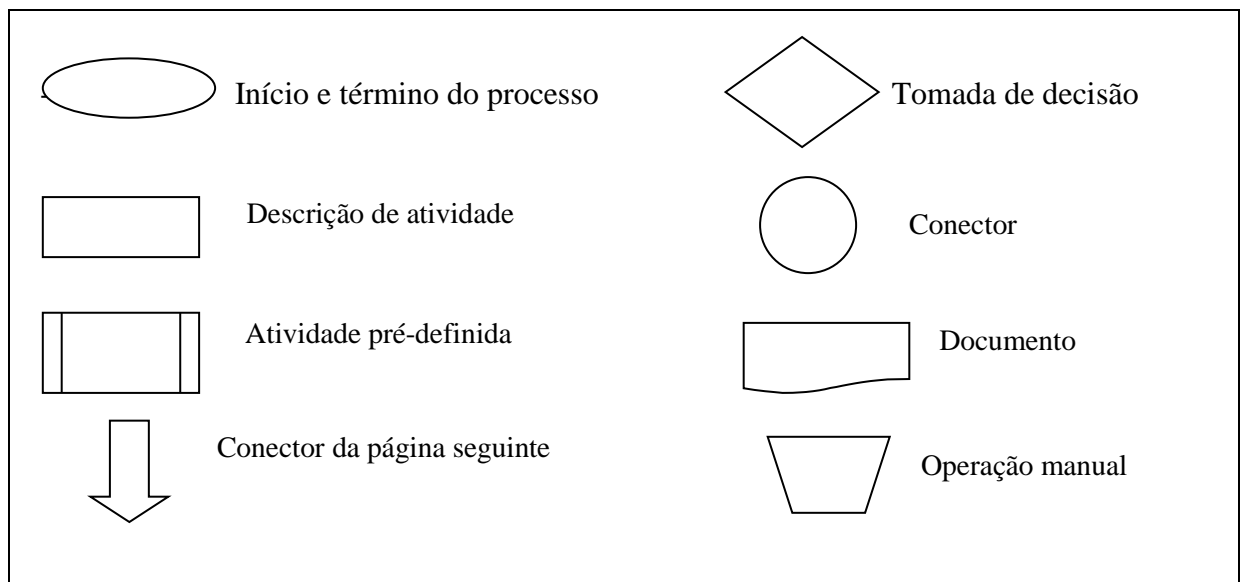 Início e término do processo
Tomada de decisão
Descrição de atividade
Conector
Atividade pré-definida
Documento
Conector da página seguinte
Operação manual